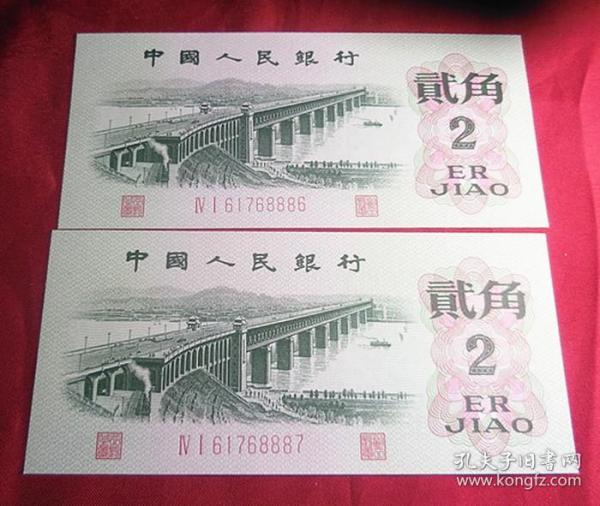 中國人民銀行
貳角
2
ER
JIAO
Ⅳ Ⅰ 61768886
中國人民銀行
貳角
2
ER
JIAO
Ⅳ Ⅰ 61768887
孔夫子旧書网
www.kongfz.com